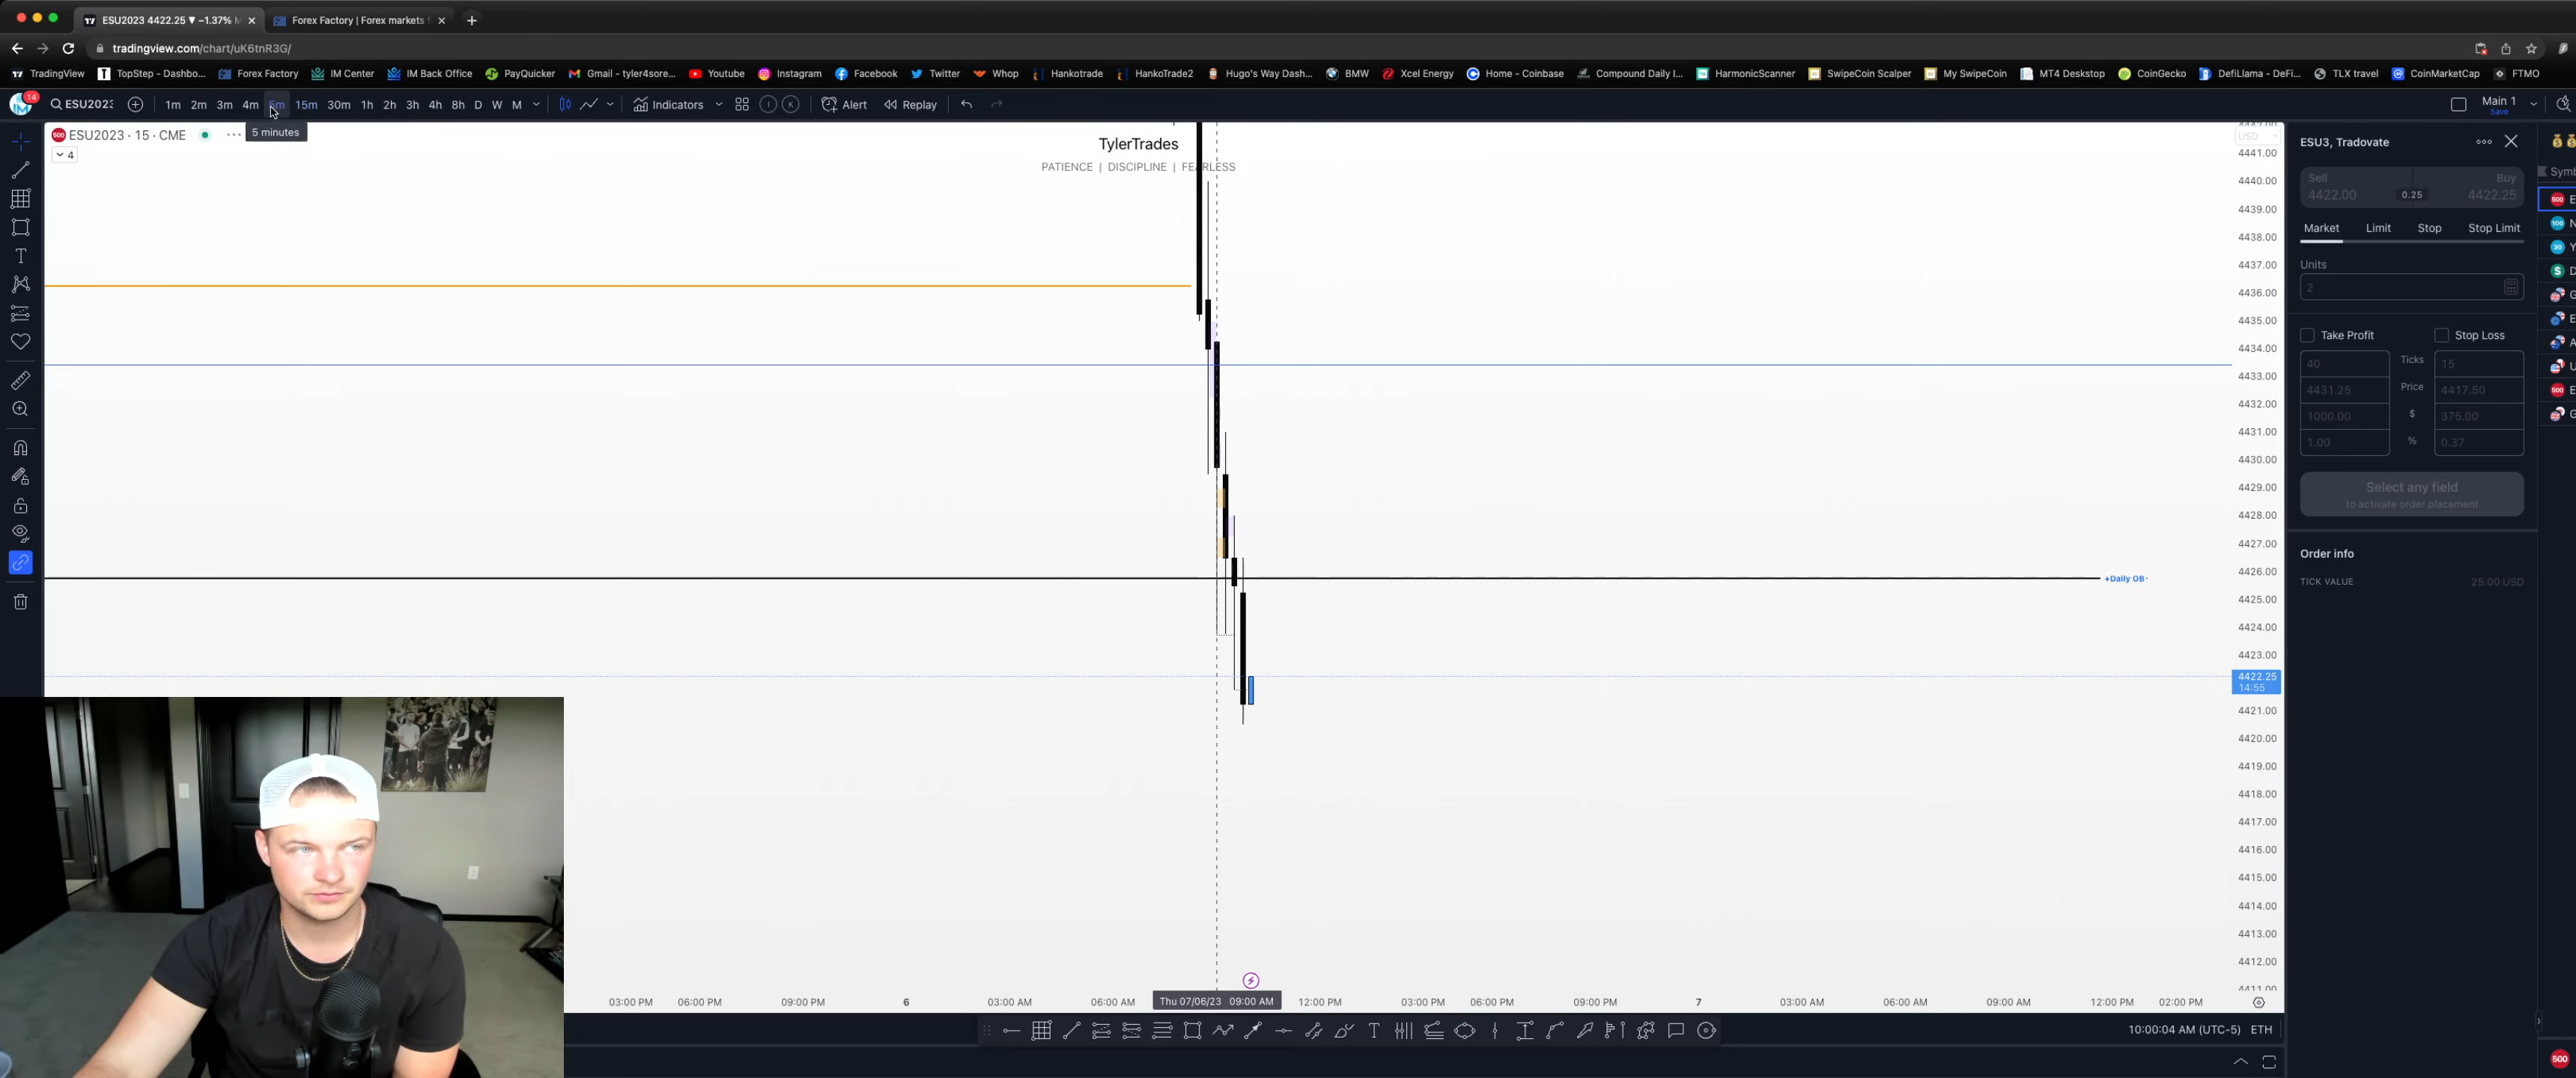 ESU2023 4422.25 ▼ −1.37% M
Forex Factory | Forex markets f
tradingview.com/chart/uK6tnR3G/
TradingView
TopStep - Dashbo...
Forex Factory
IM Center
IM Back Office
PayQuicker
Gmail - tyler4sore...
Youtube
Instagram
Facebook
Twitter
Whop
Hankotrade
HankoTrade2
Hugo's Way Dash...
BMW
Xcel Energy
Home - Coinbase
Compound Daily I...
HarmonicScanner
SwipeCoin Scalper
My SwipeCoin
MT4 Deskstop
CoinGecko
DefiLlama - DeFi...
TLX travel
CoinMarketCap
FTMO
14
ESU2023
1m 2m 3m 4m 5m 15m 30m 1h 2h 3h 4h 8h D W M
Indicators
I K
Alert
Replay
Main 1
Save
ESU2023 · 15 · CME
5 minutes
4
TylerTrades
PATIENCE | DISCIPLINE | FEARLESS
USD
4441.00
4440.00
4439.00
4438.00
4437.00
4436.00
4435.00
4434.00
4433.00
4432.00
4431.00
4430.00
4429.00
4428.00
4427.00
4426.00
+Daily OB-
4425.00
4424.00
4423.00
4422.25
14:55
4421.00
4420.00
4419.00
4418.00
4417.00
4416.00
4415.00
4414.00
4413.00
4412.00
4411.00
03:00 PM 06:00 PM 09:00 PM 6 03:00 AM 06:00 AM Thu 07/06/23 09:00 AM 12:00 PM 03:00 PM 06:00 PM 09:00 PM 7 03:00 AM 06:00 AM 09:00 AM 12:00 PM 02:00 PM
10:00:04 AM (UTC-5) ETH
ESU3, Tradovate
Sell Buy
4422.00 0.25 4422.25
Market Limit Stop Stop Limit
Units
2
Take Profit Stop Loss
40 Ticks 15
4431.25 Price 4417.50
1000.00 $ 375.00
1.00 % 0.37
Select any field
to activate order placement
Order info
TICK VALUE 25.00 USD
Symb
500 E
100 N
30 Y
$ D
G
E
A
U
500 E
G
500